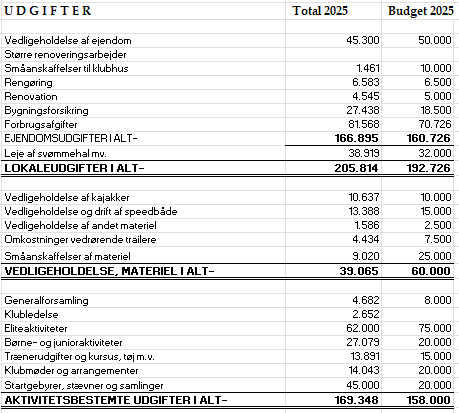 U D G I F T E R Total 2025 Budget 2025
Vedligeholdelse af ejendom 45.300 50.000
Større renoveringsarbejder
Småanskaffelser til klubhus 1.461 10.000
Rengøring 6.583 6.500
Renovation 4.545 5.000
Bygningsforsikring 27.438 18.500
Forbrugsafgifter 81.568 70.726
EJENDOMSUDGIFTER I ALT- 166.895 160.726
Leje af svømmehal mv. 38.919 32.000
LOKALEUDGIFTER I ALT- 205.814 192.726
Vedligeholdelse af kajakker 10.637 10.000
Vedligeholdelse og drift af speedbåde 13.388 15.000
Vedligeholdelse af andet materiel 1.586 2.500
Omkostninger vedrørende trailere 4.434 7.500
Småanskaffelser af materiel 9.020 25.000
VEDLIGEHOLDELSE, MATERIEL I ALT- 39.065 60.000
Generalforsamling 4.682 8.000
Klubledelse 2.652
Eliteaktiviteter 62.000 75.000
Børne- og junioraktiviteter 27.079 20.000
Trænerudgifter og kursus, tøj m.v. 13.891 15.000
Klubmøder og arrangementer 14.043 20.000
Startgebyrer, stævner og samlinger 45.000 20.000
AKTIVITETSBESTEMTE UDGIFTER I ALT- 169.348 158.000